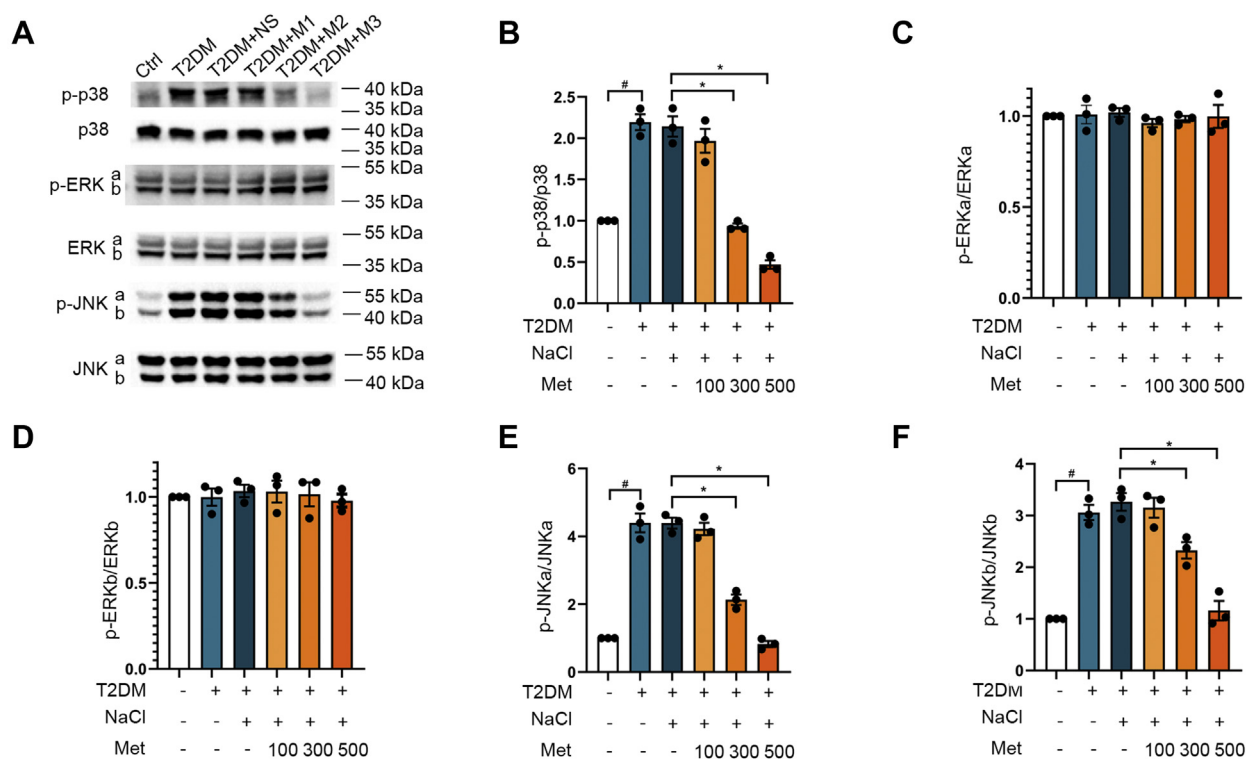 A
Ctrl
T2DM
T2DM+NS
T2DM+M1
T2DM+M2
T2DM+M3
p-p38
40 kDa
35 kDa
p38
40 kDa
35 kDa
p-ERK a
b
55 kDa
35 kDa
ERK a
b
55 kDa
35 kDa
p-JNK a
b
55 kDa
40 kDa
JNK a
b
55 kDa
40 kDa
B
p-p38/p38
2.5
2.0
1.5
1.0
0.5
0.0
#
*
*
T2DM - + + + + +
NaCl - - + + + +
Met - - - 100 300 500
C
p-ERKa/ERKa
1.0
0.5
0.0
T2DM - + + + + +
NaCl - - + + + +
Met - - - 100 300 500
D
p-ERKb/ERKb
1.0
0.5
0.0
T2DM - + + + + +
NaCl - - + + + +
Met - - - 100 300 500
E
p-JNKa/JNKa
6
4
2
0
#
*
*
T2DM - + + + + +
NaCl - - + + + +
Met - - - 100 300 500
F
p-JNKb/JNKb
4
3
2
1
0
#
*
*
T2DM - + + + + +
NaCl - - + + + +
Met - - - 100 300 500